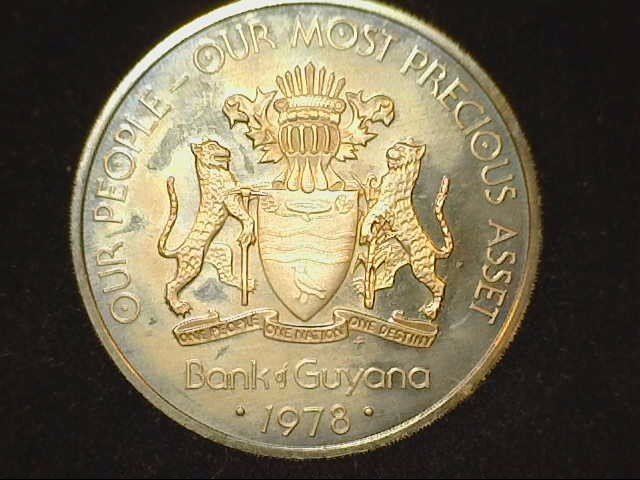 OUR PEOPLE - OUR MOST PRECIOUS ASSET
ONE PEOPLE ONE NATION ONE DESTINY
Bank of Guyana
· 1978 ·